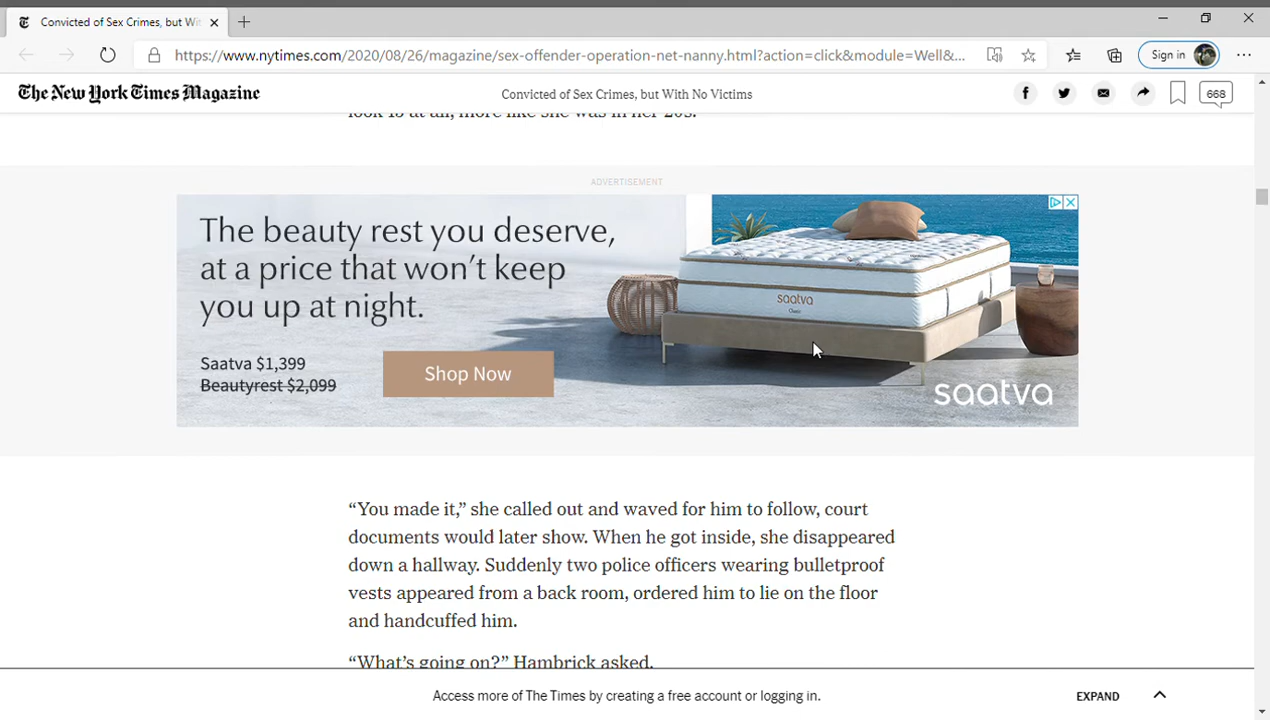 Convicted of Sex Crimes, but Wit
https://www.nytimes.com/2020/08/26/magazine/sex-offender-operation-net-nanny.html?action=click&module=Well&...
Sign in
The New York Times Magazine
Convicted of Sex Crimes, but With No Victims
668
look 13 at all, more like she was in her 20s.
ADVERTISEMENT
The beauty rest you deserve,
at a price that won't keep
you up at night.
Saatva $1,399
Beautyrest $2,099
Shop Now
saatva
Classic
saatva
“You made it,” she called out and waved for him to follow, court
documents would later show. When he got inside, she disappeared
down a hallway. Suddenly two police officers wearing bulletproof
vests appeared from a back room, ordered him to lie on the floor
and handcuffed him.
“What’s going on?” Hambrick asked.
Access more of The Times by creating a free account or logging in.
EXPAND